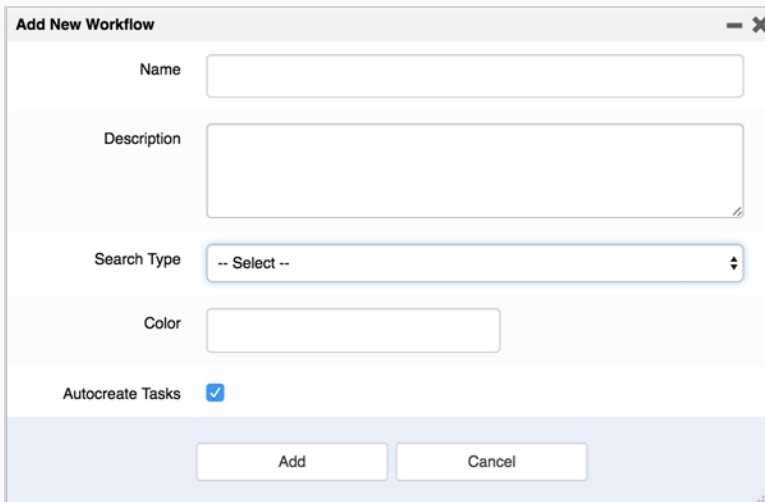 Add New Workflow
Name
Description
Search Type
-- Select --
Color
Autocreate Tasks
Add Cancel